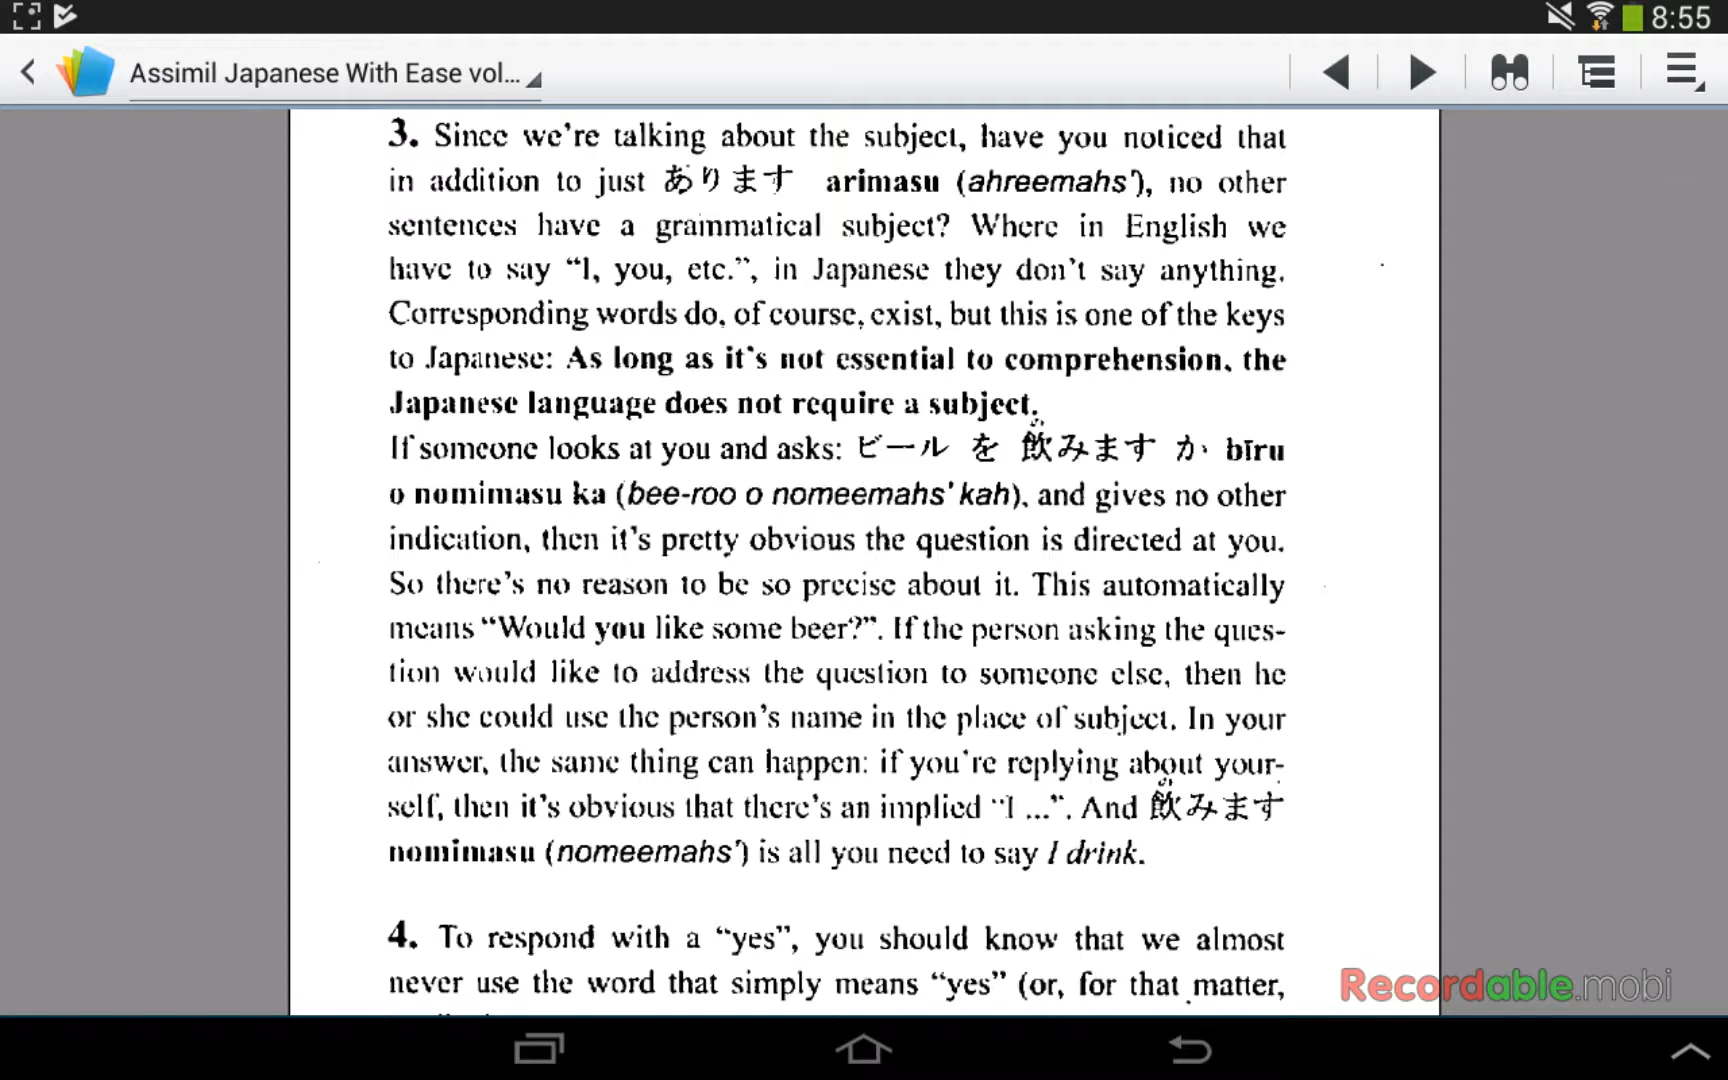 8:55
Assimil Japanese With Ease vol...
3. Since we're talking about the subject, have you noticed that
in addition to just あります arimasu (ahreemahs'), no other
sentences have a grammatical subject? Where in English we
have to say “I, you, etc.”, in Japanese they don't say anything.
Corresponding words do, of course, exist, but this is one of the keys
to Japanese: As long as it's not essential to comprehension, the
Japanese language does not require a subject.
If someone looks at you and asks: ビール を 飲みます か bīru
o nomimasu ka (bee-roo o nomeemahs' kah), and gives no other
indication, then it's pretty obvious the question is directed at you.
So there's no reason to be so precise about it. This automatically
means “Would you like some beer?”. If the person asking the ques-
tion would like to address the question to someone else, then he
or she could use the person's name in the place of subject. In your
answer, the same thing can happen: if you're replying about your-
self, then it's obvious that there's an implied “I ...”. And 飲みます
nomimasu (nomeemahs') is all you need to say I drink.
4. To respond with a “yes”, you should know that we almost
never use the word that simply means “yes” (or, for that matter,
Recordable.mobi